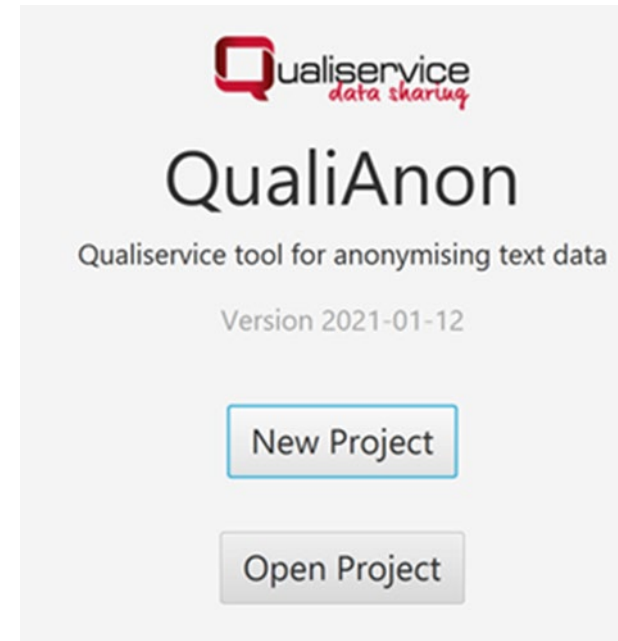 Qualiservice
data sharing
QualiAnon
Qualiservice tool for anonymising text data
Version 2021-01-12
New Project
Open Project